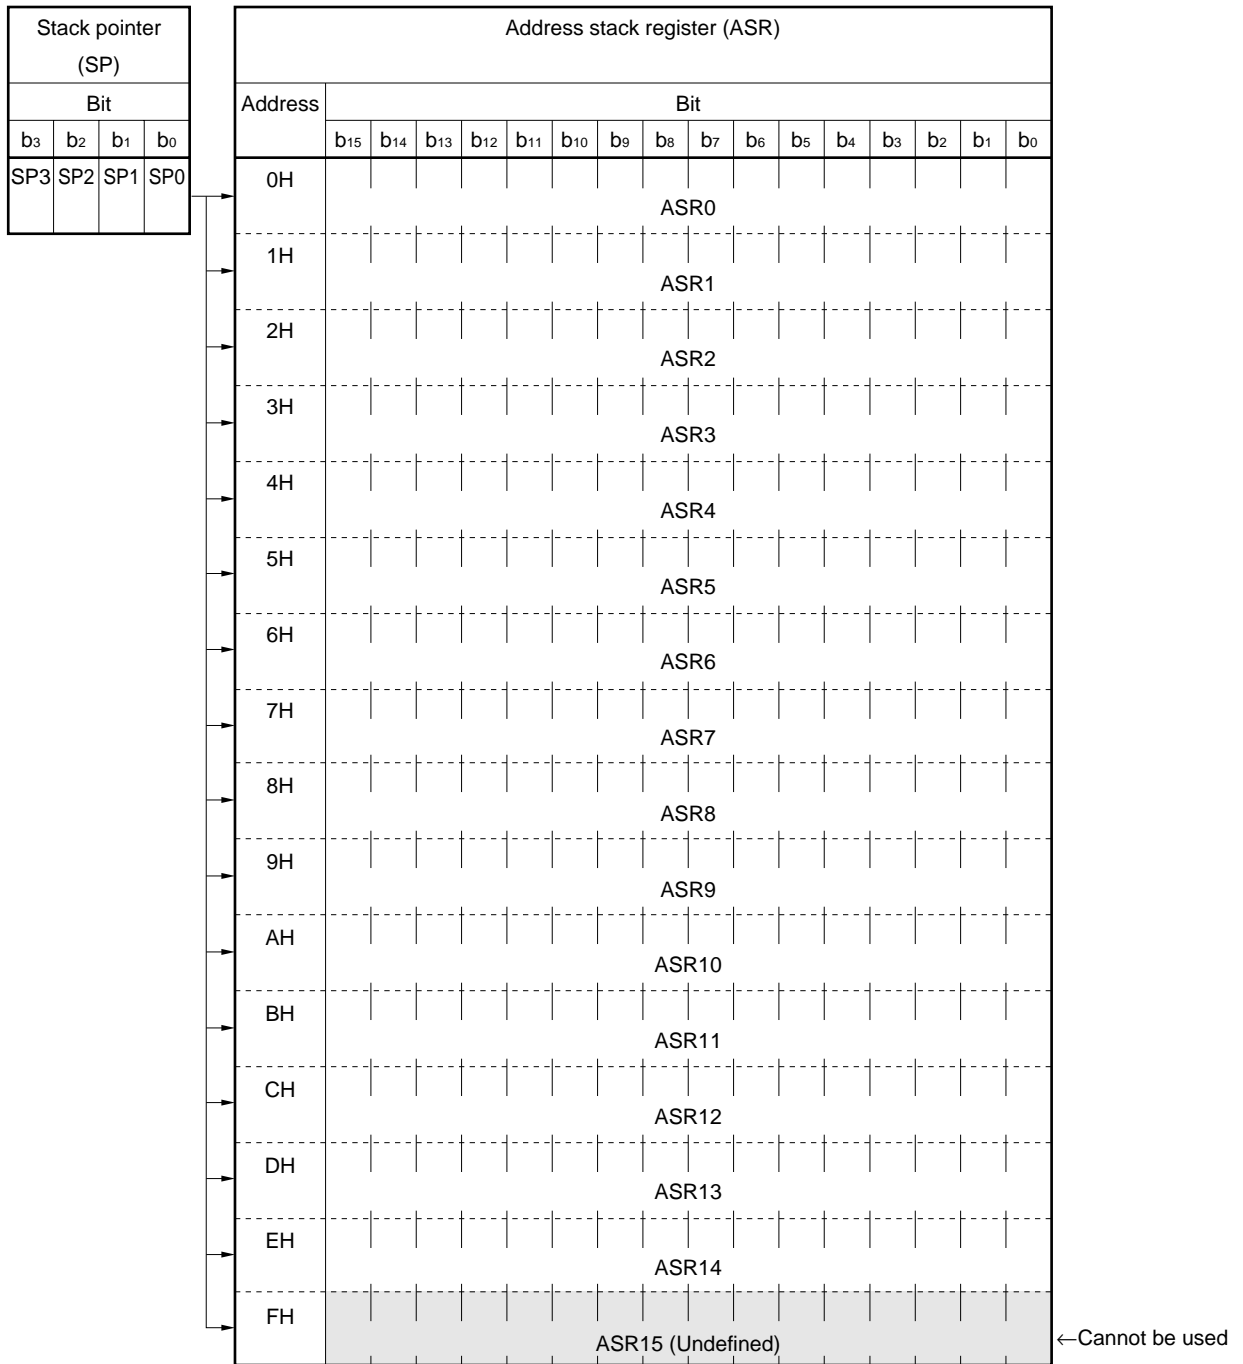 Stack pointer
(SP)
Bit
b3 b2 b1 b0
SP3 SP2 SP1 SP0
Address stack register (ASR)
Address Bit
b15 b14 b13 b12 b11 b10 b9 b8 b7 b6 b5 b4 b3 b2 b1 b0
0H
ASR0
1H
ASR1
2H
ASR2
3H
ASR3
4H
ASR4
5H
ASR5
6H
ASR6
7H
ASR7
8H
ASR8
9H
ASR9
AH
ASR10
BH
ASR11
CH
ASR12
DH
ASR13
EH
ASR14
FH
ASR15 (Undefined)
←Cannot be used